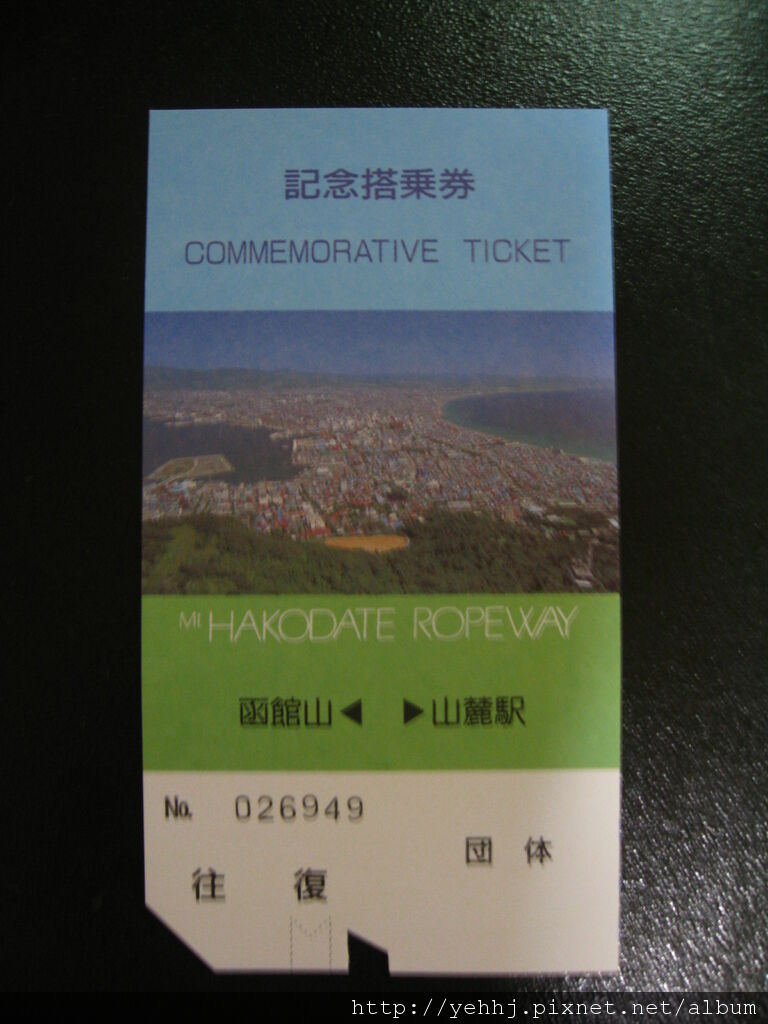 記念搭乗券
COMMEMORATIVE TICKET
Mt HAKODATE ROPEWAY
函館山◀ ▶山麓駅
No. 026949
団 体
往 復
http://yehhj.pixnet.net/album